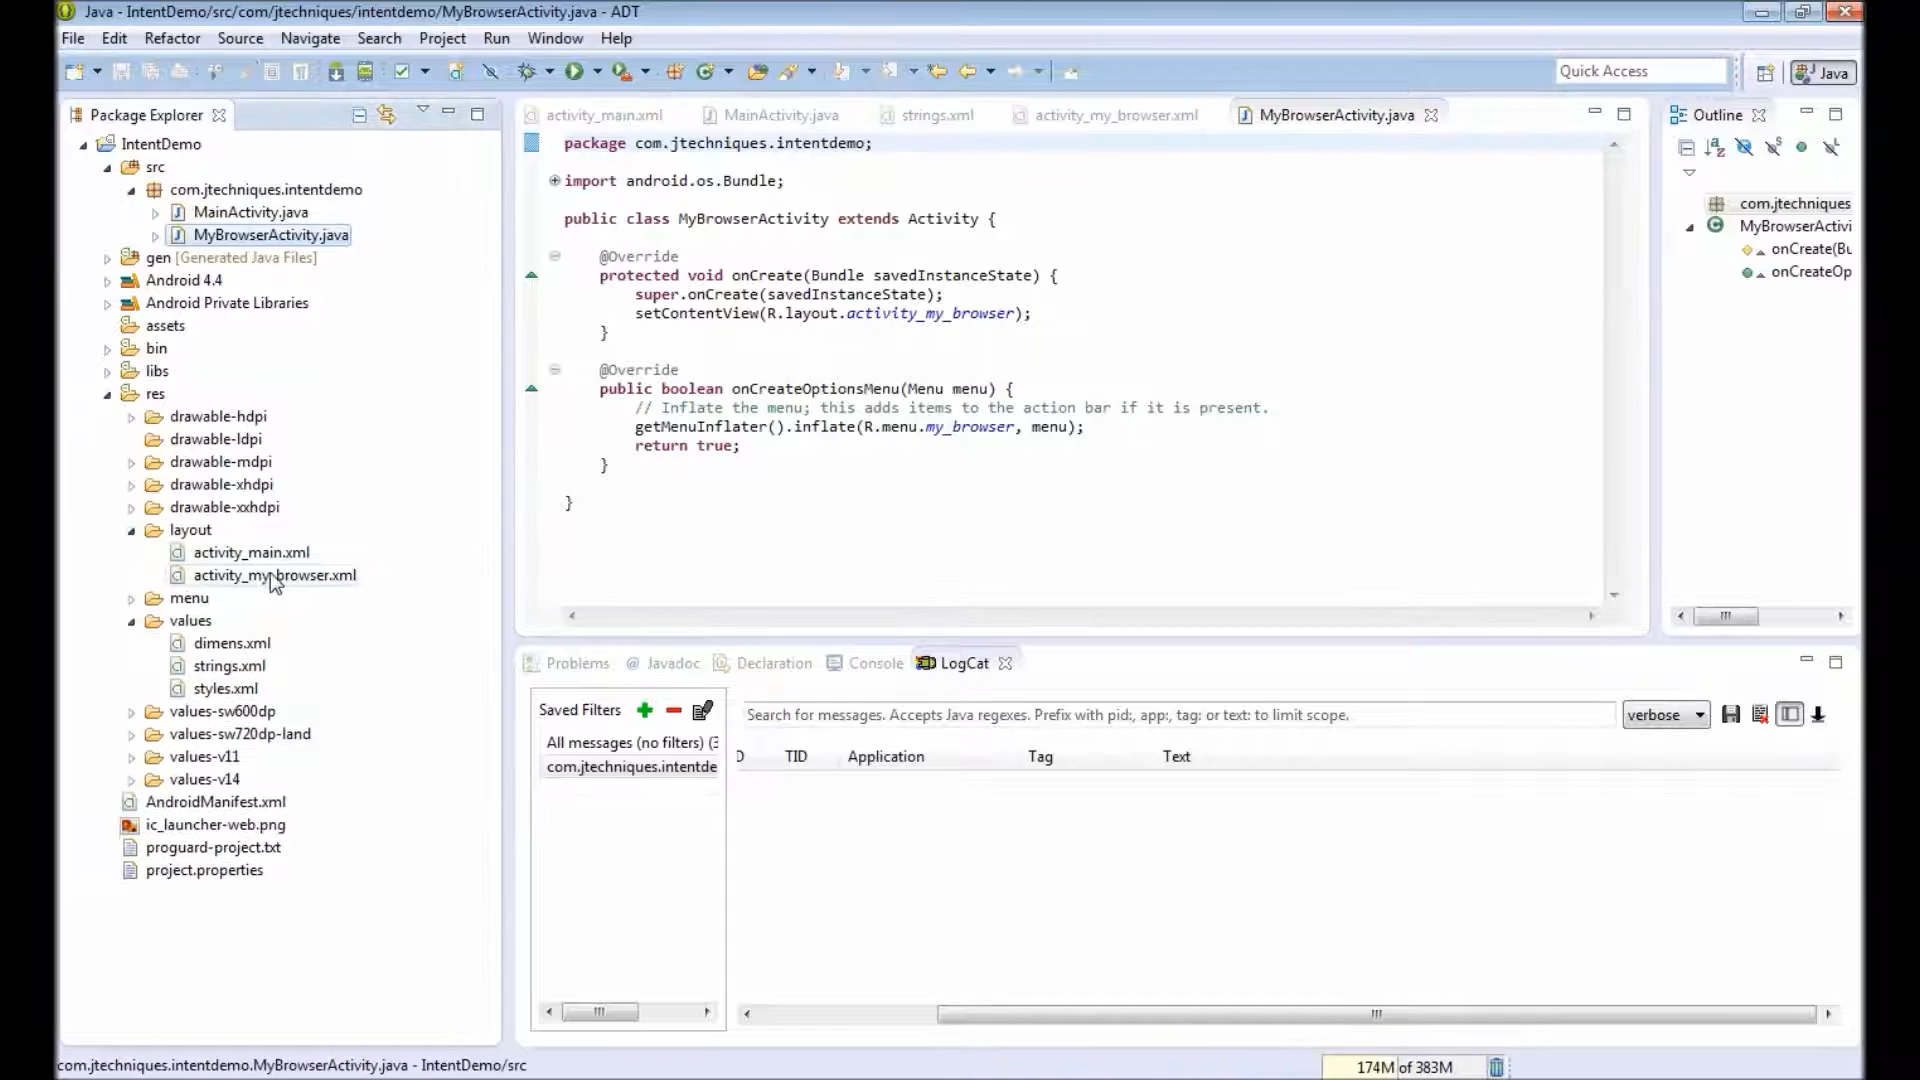 Java - IntentDemo/src/com/jtechniques/intentdemo/MyBrowserActivity.java - ADT
File Edit Refactor Source Navigate Search Project Run Window Help
Quick Access
Java
Package Explorer
IntentDemo
src
com.jtechniques.intentdemo
MainActivity.java
MyBrowserActivity.java
gen [Generated Java Files]
Android 4.4
Android Private Libraries
assets
bin
libs
res
drawable-hdpi
drawable-ldpi
drawable-mdpi
drawable-xhdpi
drawable-xxhdpi
layout
activity_main.xml
activity_my_browser.xml
menu
values
dimens.xml
strings.xml
styles.xml
values-sw600dp
values-sw720dp-land
values-v11
values-v14
AndroidManifest.xml
ic_launcher-web.png
proguard-project.txt
project.properties
activity_main.xml MainActivity.java strings.xml activity_my_browser.xml MyBrowserActivity.java
package com.jtechniques.intentdemo;
import android.os.Bundle;
public class MyBrowserActivity extends Activity {
@Override
protected void onCreate(Bundle savedInstanceState) {
super.onCreate(savedInstanceState);
setContentView(R.layout.activity_my_browser);
}
@Override
public boolean onCreateOptionsMenu(Menu menu) {
// Inflate the menu; this adds items to the action bar if it is present.
getMenuInflater().inflate(R.menu.my_browser, menu);
return true;
}
}
Outline
com.jtechniques
MyBrowserActivi
onCreate(Bu
onCreateOp
Problems @ Javadoc Declaration Console LogCat
Saved Filters
All messages (no filters) (3
com.jtechniques.intentde
Search for messages. Accepts Java regexes. Prefix with pid:, app:, tag: or text: to limit scope.
verbose
D TID Application Tag Text
com.jtechniques.intentdemo.MyBrowserActivity.java - IntentDemo/src
174M of 383M